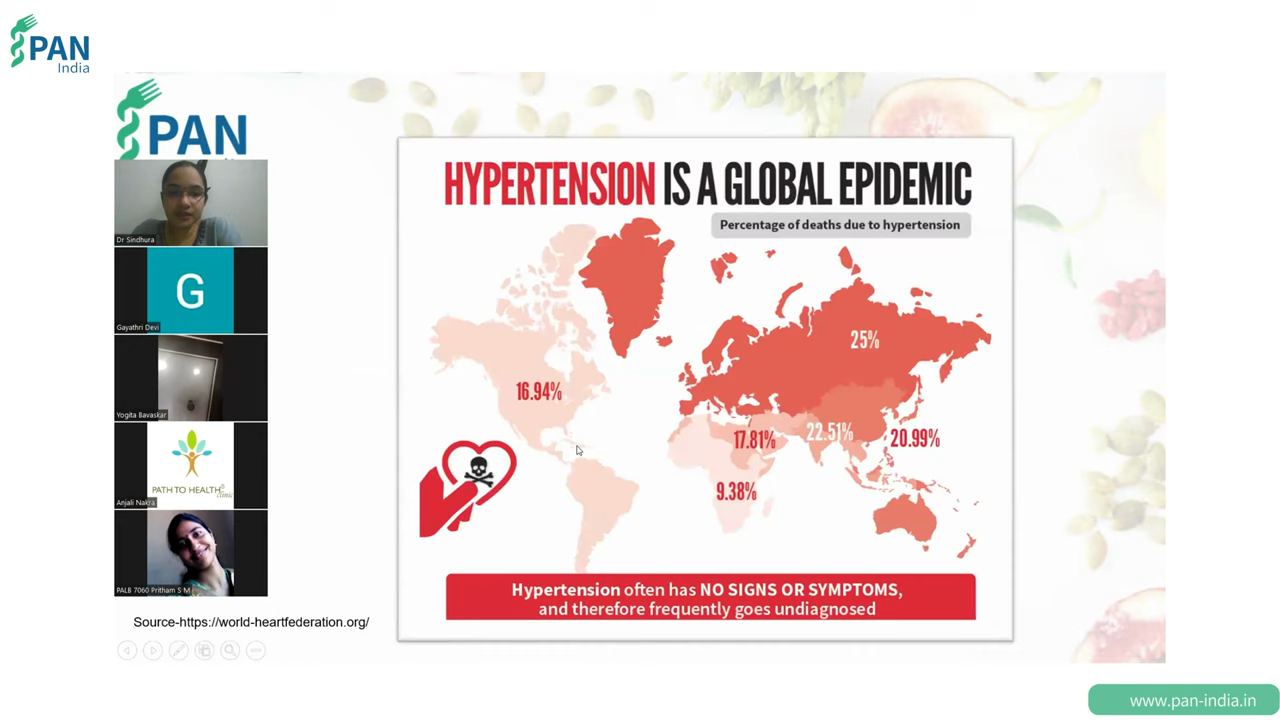 PAN
India
PAN
Dr Sindhura
G
Gayathri Devi
Yogita Bavaskar
PATH TO HEALTH
clinic
Anjali Nakra
PALB 7060 Pritham S M
HYPERTENSION IS A GLOBAL EPIDEMIC
Percentage of deaths due to hypertension
25%
16.94%
17.81%
22.51%
20.99%
9.38%
Hypertension often has NO SIGNS OR SYMPTOMS,
and therefore frequently goes undiagnosed
Source-https://world-heartfederation.org/
www.pan-india.in